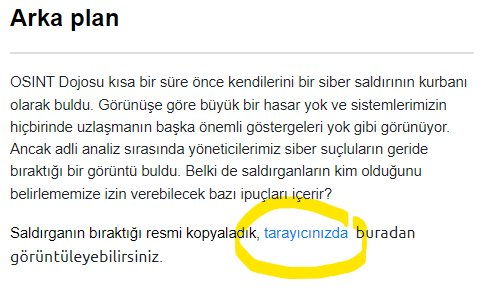 Arka plan
OSINT Dojosu kısa bir süre önce kendilerini bir siber saldırının kurbanı
olarak buldu. Görünüşe göre büyük bir hasar yok ve sistemlerimizin
hiçbirinde uzlaşmanın başka önemli göstergeleri yok gibi görünüyor.
Ancak adli analiz sırasında yöneticilerimiz siber suçluların geride
bıraktığı bir görüntü buldu. Belki de saldırganların kim olduğunu
belirlememize izin verebilecek bazı ipuçları içerir?
Saldırganın bıraktığı resmi kopyaladık, tarayıcınızda buradan
görüntüleyebilirsiniz.